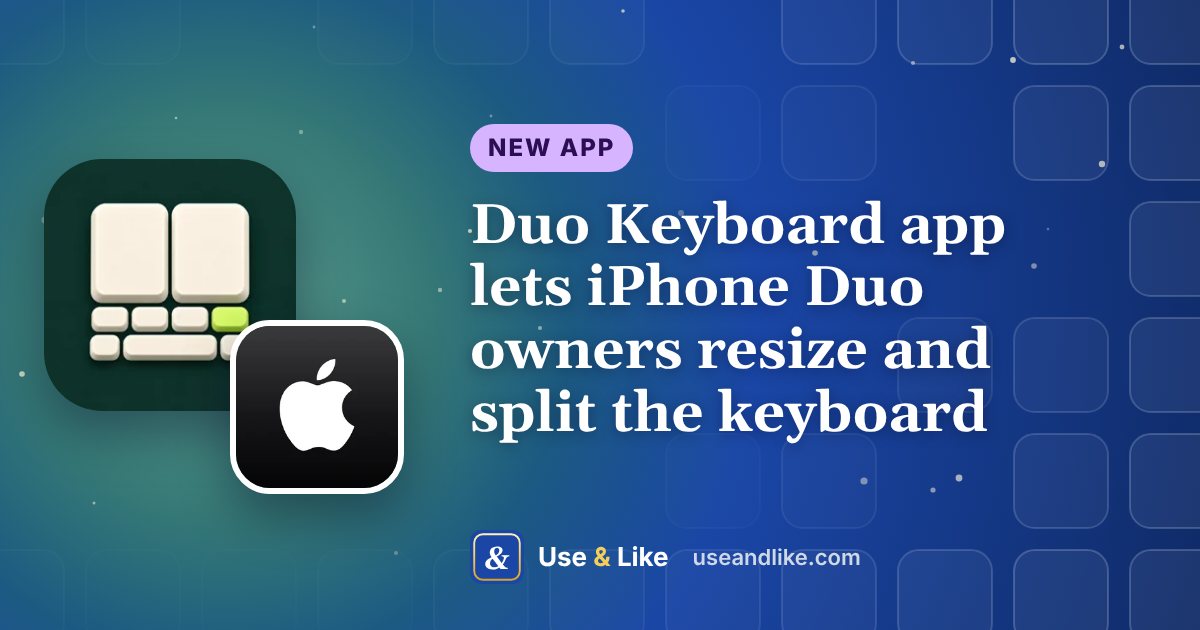 NEW APP
Duo Keyboard app
lets iPhone Duo
owners resize and
split the keyboard
& Use & Like useandlike.com